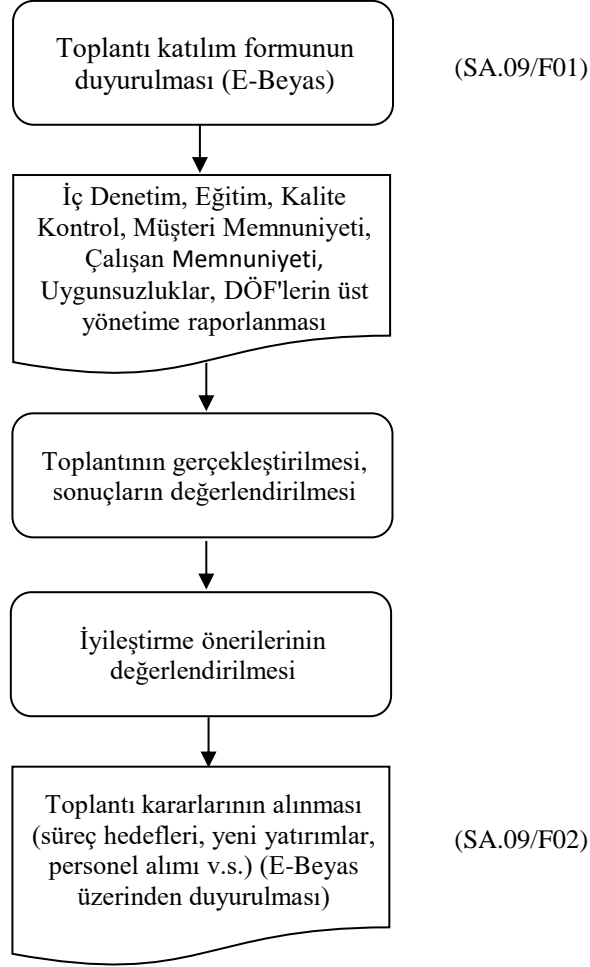 Toplantı katılım formunun
duyurulması (E-Beyas)
(SA.09/F01)
İç Denetim, Eğitim, Kalite
Kontrol, Müşteri Memnuniyeti,
Çalışan Memnuniyeti,
Uygunsuzluklar, DÖF'lerin üst
yönetime raporlanması
Toplantının gerçekleştirilmesi,
sonuçların değerlendirilmesi
İyileştirme önerilerinin
değerlendirilmesi
Toplantı kararlarının alınması
(süreç hedefleri, yeni yatırımlar,
personel alımı v.s.) (E-Beyas
üzerinden duyurulması)
(SA.09/F02)